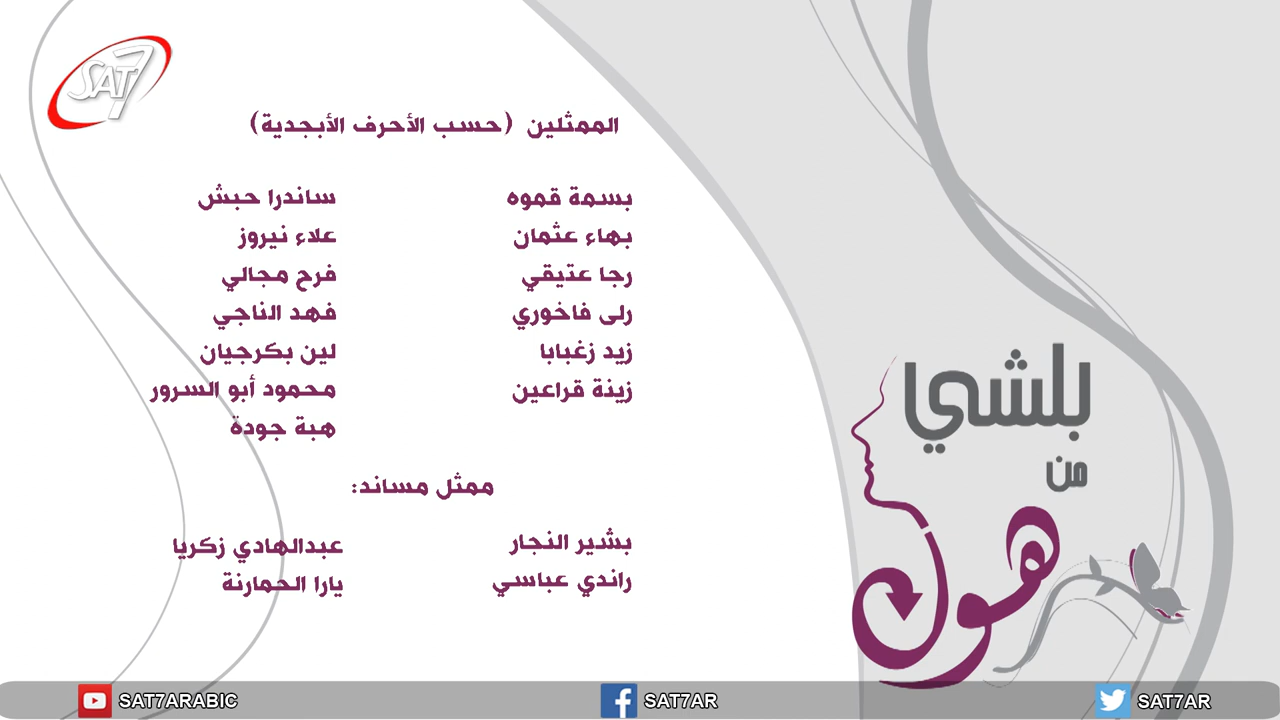 SAT7
الممثلين (حسب الأحرف الأبجدية)
بسمة قموه
بهاء عثمان
رجا عتيقي
رلى فاخوري
زيد زغبابا
زينة قراعين
ساندرا حبش
علاء نيروز
فرح مجالي
فهد الناجي
لين بكرجيان
محمود أبو السرور
هبة جودة
ممثل مساند:
بشير النجار
راندي عباسي
عبدالهادي زكريا
يارا الحمارنة
بلشي
من
هون
SAT7ARABIC
SAT7AR
SAT7AR